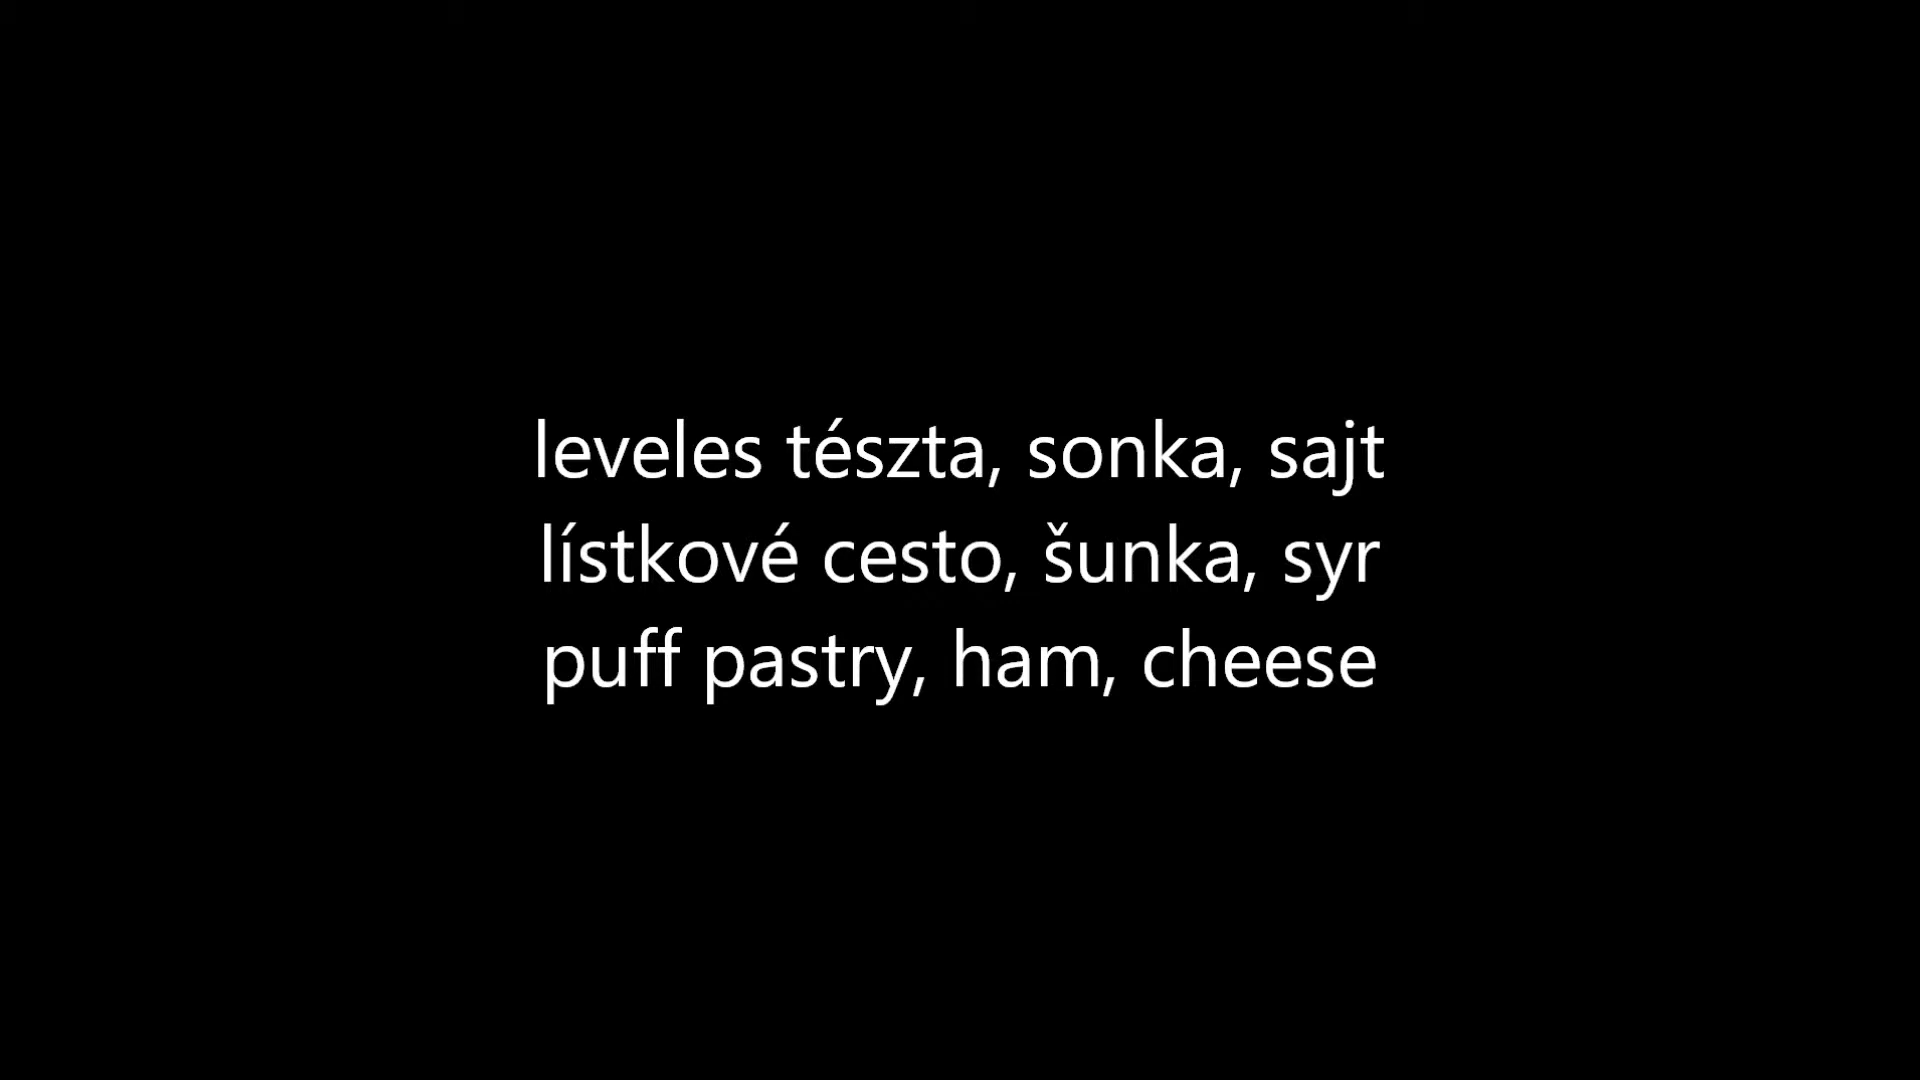 leveles tészta, sonka, sajt
lístkové cesto, šunka, syr
puff pastry, ham, cheese